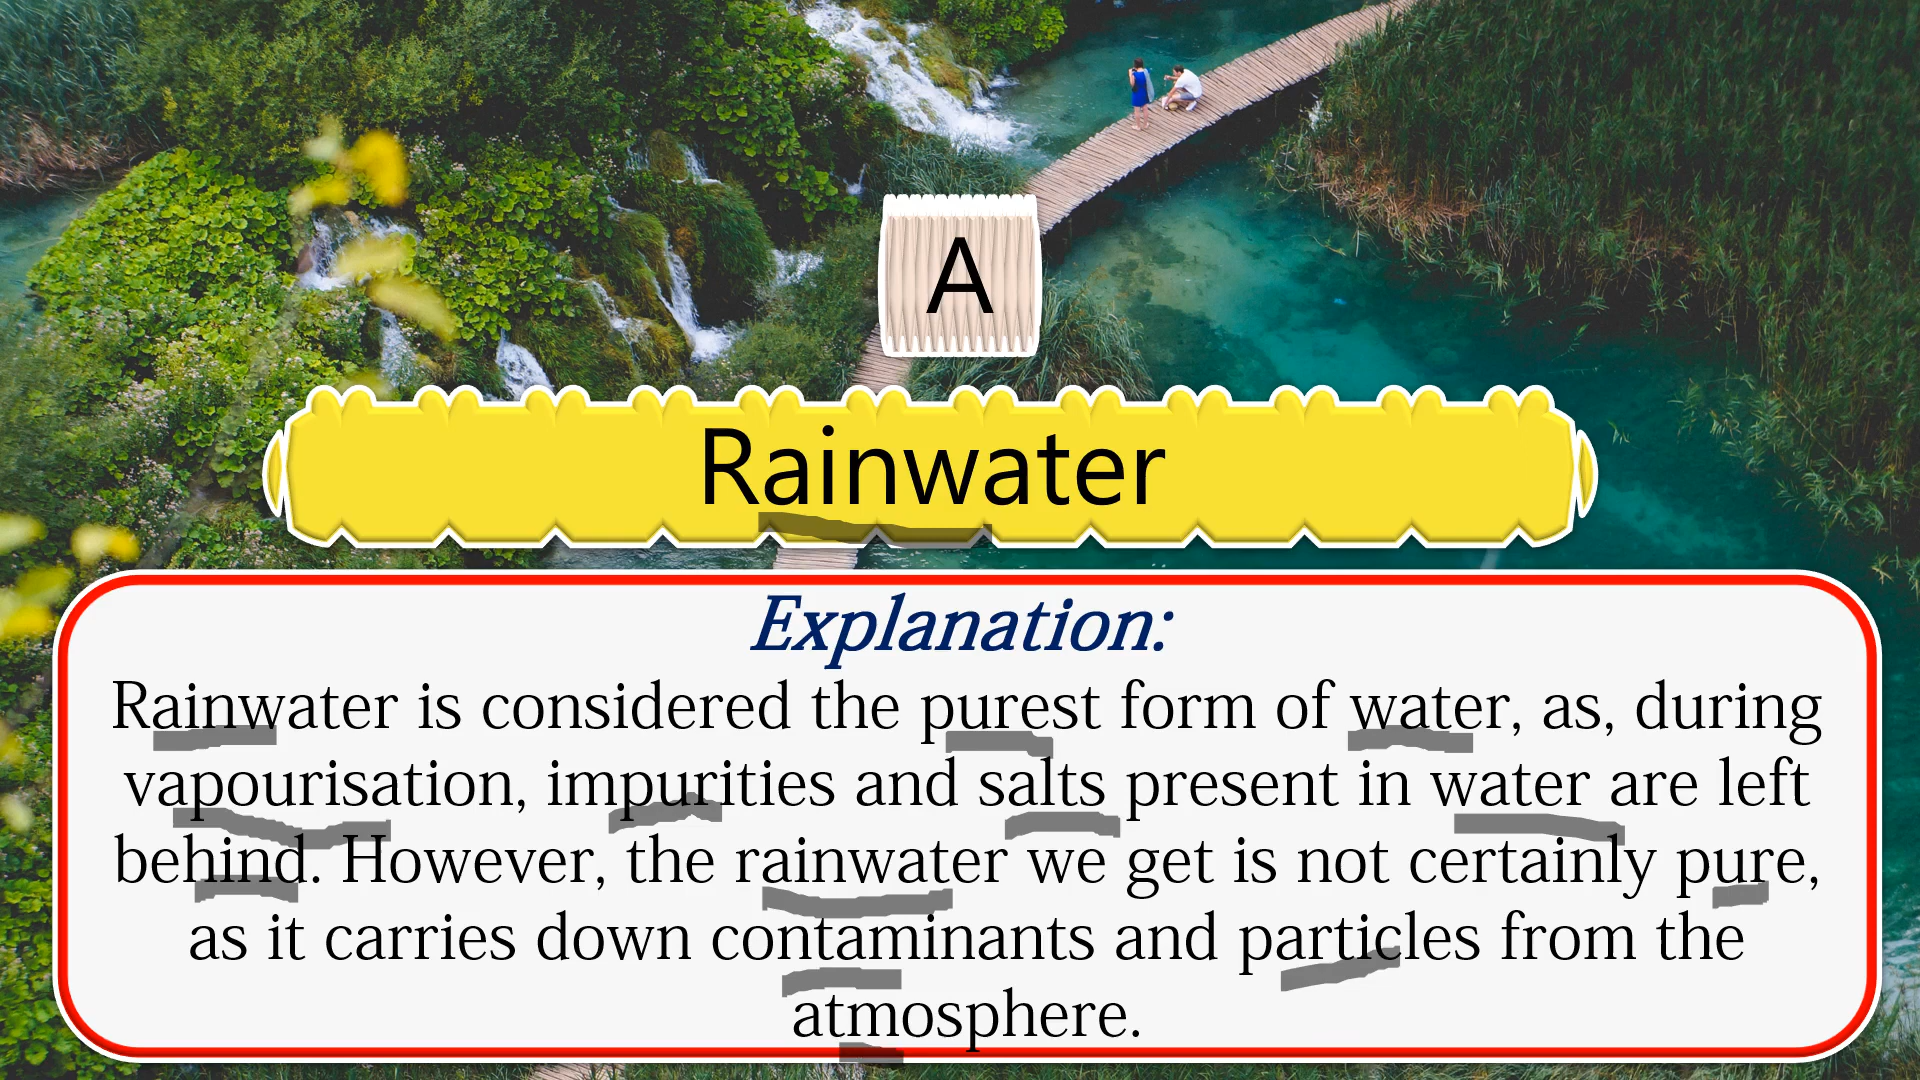 A
Rainwater
Explanation:
Rainwater is considered the purest form of water, as, during
vapourisation, impurities and salts present in water are left
behind. However, the rainwater we get is not certainly pure,
as it carries down contaminants and particles from the
atmosphere.